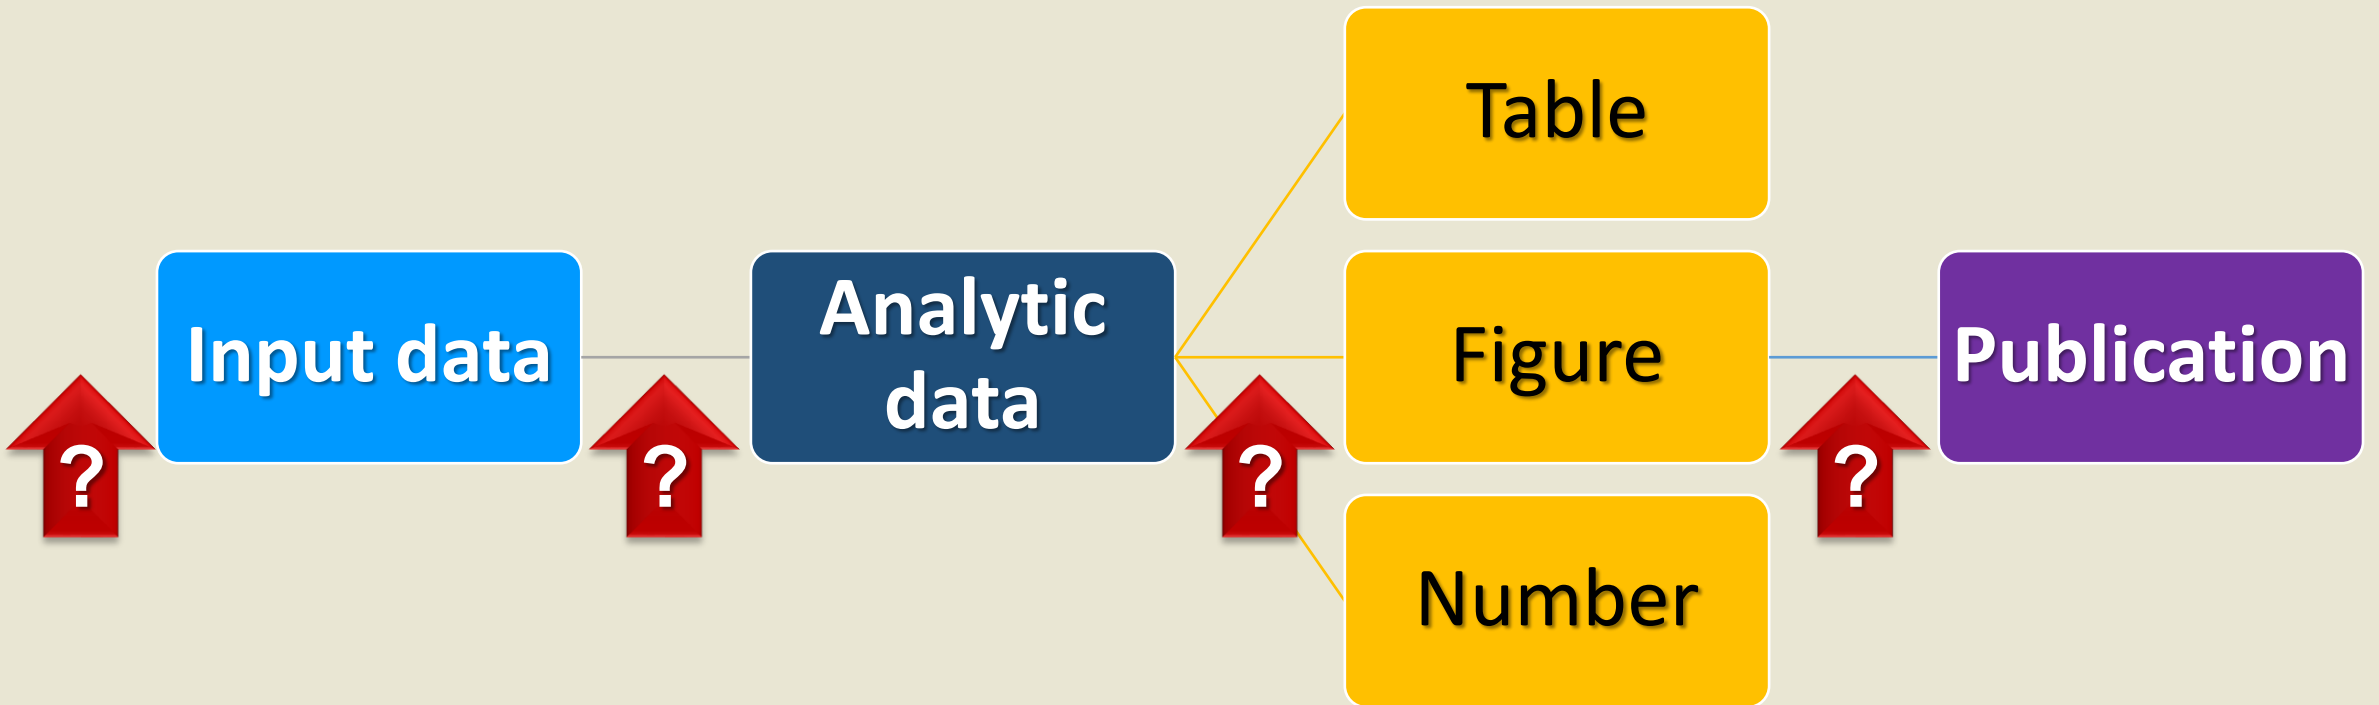 ?
Input data
?
Analytic
data
?
Table
Figure
Number
?
Publication